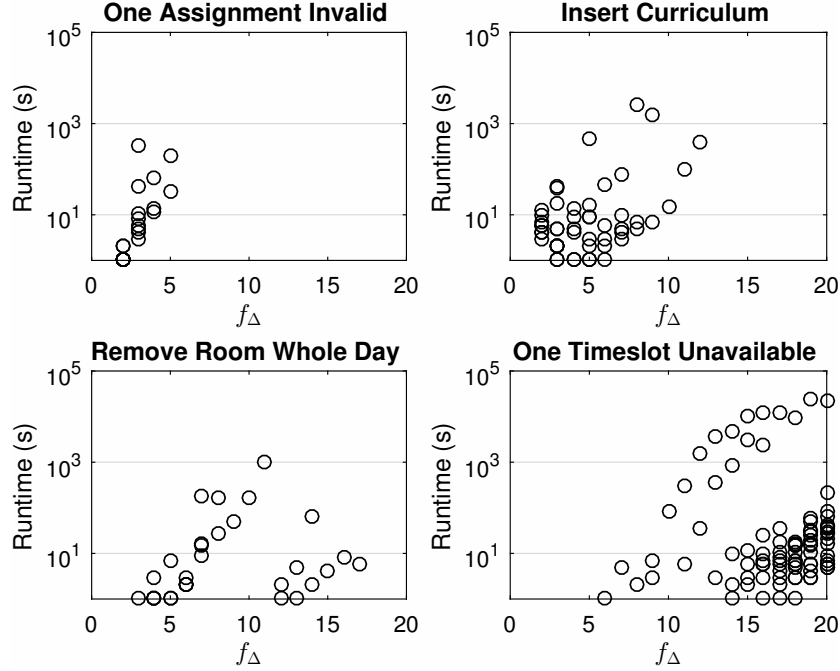 One Assignment Invalid
Runtime (s)
10^5
10^3
10^1
0 5 10 15 20
f_Δ
Insert Curriculum
Runtime (s)
10^5
10^3
10^1
0 5 10 15 20
f_Δ
Remove Room Whole Day
Runtime (s)
10^5
10^3
10^1
0 5 10 15 20
f_Δ
One Timeslot Unavailable
Runtime (s)
10^5
10^3
10^1
0 5 10 15 20
f_Δ